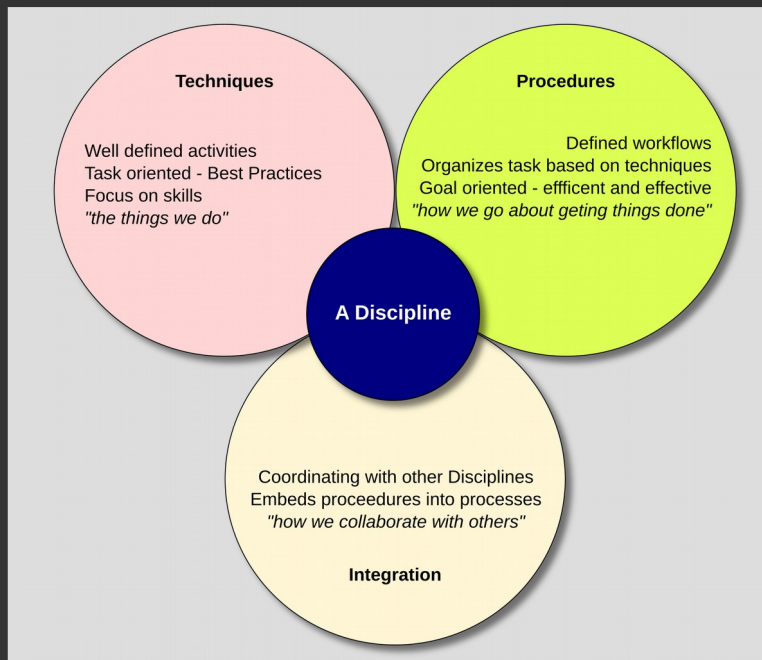 Techniques
Well defined activities
Task oriented - Best Practices
Focus on skills
"the things we do"
Procedures
Defined workflows
Organizes task based on techniques
Goal oriented - effficent and effective
"how we go about geting things done"
A Discipline
Coordinating with other Disciplines
Embeds proceedures into processes
"how we collaborate with others"
Integration